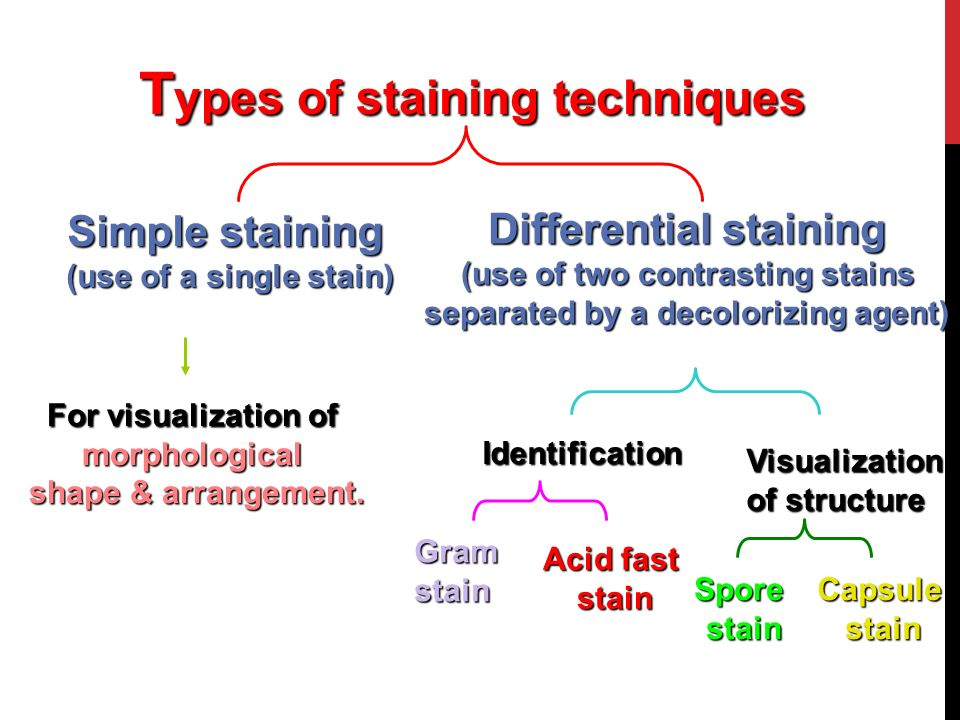 Types of staining techniques
Simple staining
(use of a single stain)
Differential staining
(use of two contrasting stains
separated by a decolorizing agent)
For visualization of
morphological
shape & arrangement.
Identification
Visualization
of structure
Gram
stain
Acid fast
stain
Spore
stain
Capsule
stain